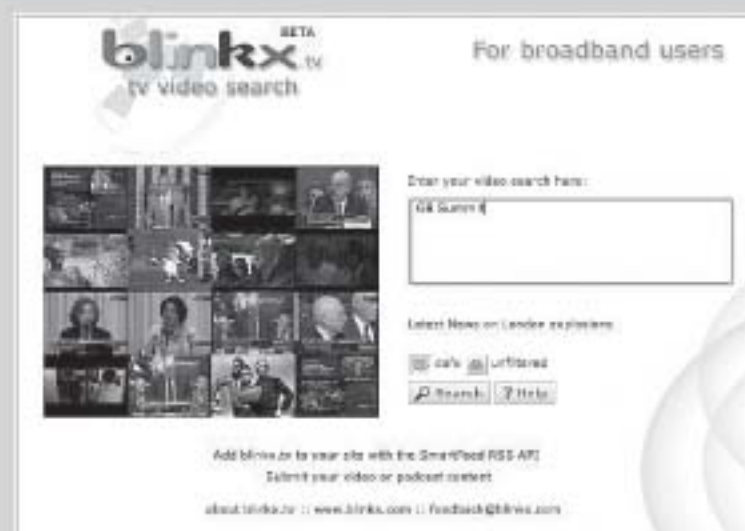 BETA
blinkx.tv
tv video search
For broadband users
Enter your video search here:
G8 Summit
Latest News on London explosions
safe unfiltered
Search ? Help
Add blinkx.tv to your site with the SmartFeed RSS API
Submit your video or podcast content
about blinkx.tv :: www.blinkx.com :: feedback@blinkx.com